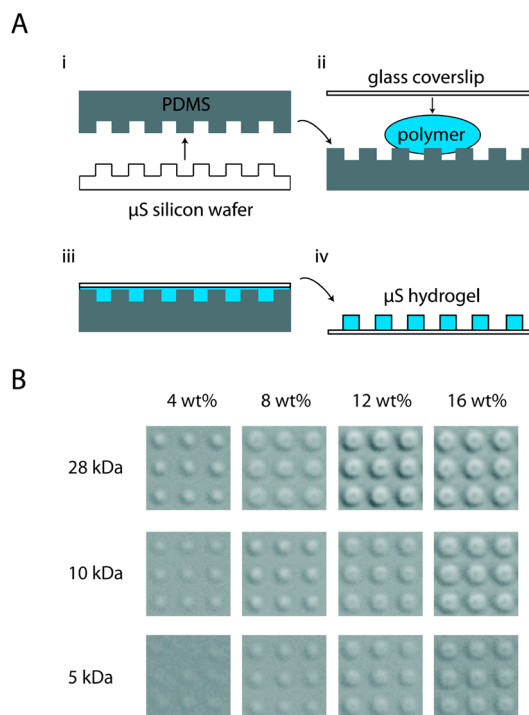 A
i
ii
PDMS
glass coverslip
polymer
μS silicon wafer
iii
iv
μS hydrogel
B
4 wt% 8 wt% 12 wt% 16 wt%
28 kDa
10 kDa
5 kDa